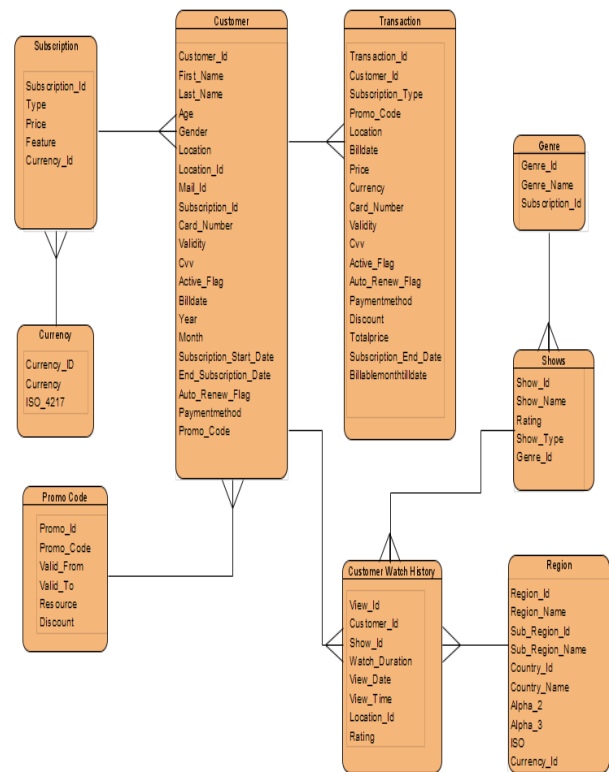 Subscription
Subscription_Id
Type
Price
Feature
Currency_Id
Customer
Customer_Id
First_Name
Last_Name
Age
Gender
Location
Location_Id
Mail_Id
Subscription_Id
Card_Number
Validity
Cvv
Active_Flag
Billdate
Year
Month
Subscription_Start_Date
End_Subscription_Date
Auto_Renew_Flag
Paymentmethod
Promo_Code
Transaction
Transaction_Id
Customer_Id
Subscription_Type
Promo_Code
Location
Billdate
Price
Currency
Card_Number
Validity
Cvv
Active_Flag
Auto_Renew_Flag
Paymentmethod
Discount
Totalprice
Subscription_End_Date
Billablemonthtilldate
Genre
Genre_Id
Genre_Name
Subscription_Id
Currency
Currency_ID
Currency
ISO_4217
Shows
Show_Id
Show_Name
Rating
Show_Type
Genre_Id
Promo Code
Promo_Id
Promo_Code
Valid_From
Valid_To
Resource
Discount
Customer Watch History
View_Id
Customer_Id
Show_Id
Watch_Duration
View_Date
View_Time
Location_Id
Rating
Region
Region_Id
Region_Name
Sub_Region_Id
Sub_Region_Name
Country_Id
Country_Name
Alpha_2
Alpha_3
ISO
Currency_Id